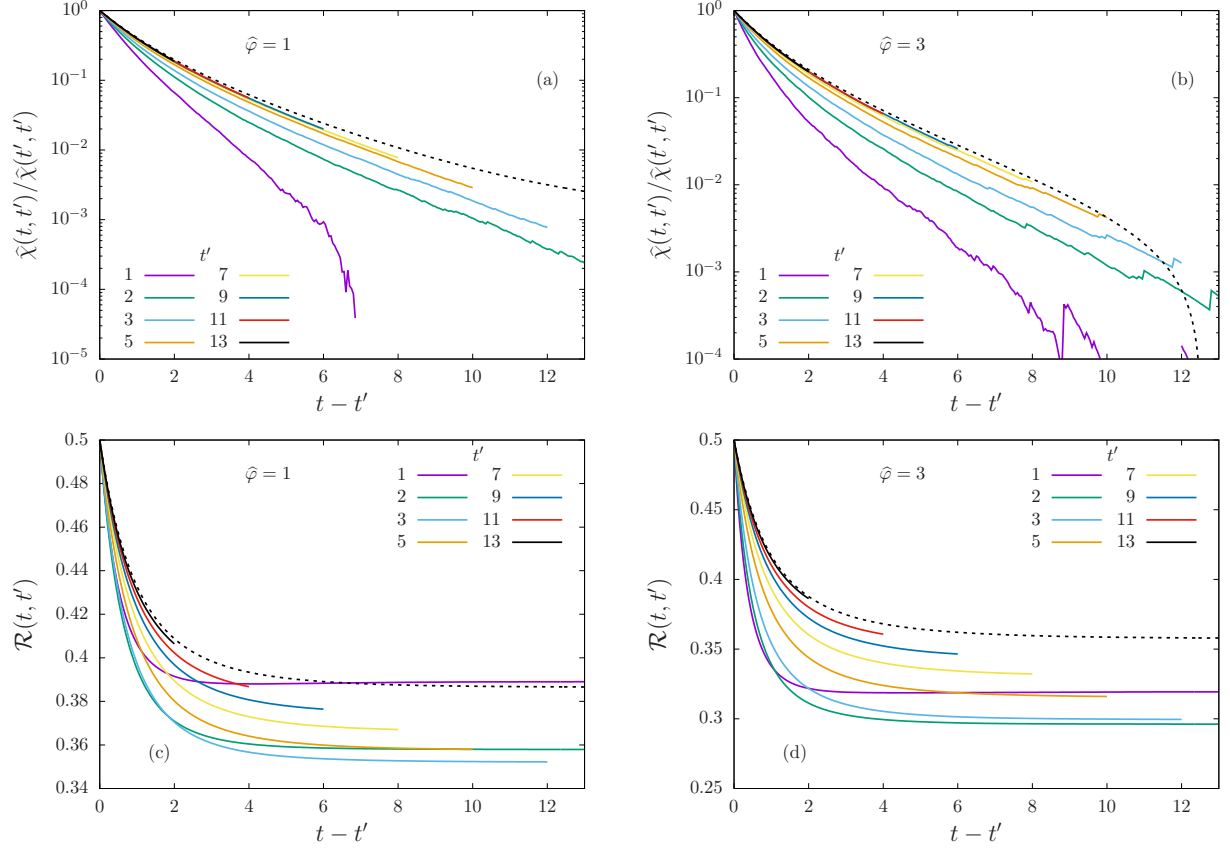 10^0
10^{-1}
10^{-2}
10^{-3}
10^{-4}
10^{-5}
0 2 4 6 8 10 12
χ̂(t, t′)/χ̂(t′, t′)
t − t′
φ̂ = 1
(a)
t′
1 7
2 9
3 11
5 13
10^0
10^{-1}
10^{-2}
10^{-3}
10^{-4}
0 2 4 6 8 10 12
χ̂(t, t′)/χ̂(t′, t′)
t − t′
φ̂ = 3
(b)
t′
1 7
2 9
3 11
5 13
0.5
0.48
0.46
0.44
0.42
0.4
0.38
0.36
0.34
0 2 4 6 8 10 12
ℛ(t, t′)
t − t′
φ̂ = 1
t′
1 7
2 9
3 11
5 13
(c)
0.5
0.45
0.4
0.35
0.3
0.25
0 2 4 6 8 10 12
ℛ(t, t′)
t − t′
φ̂ = 3
t′
1 7
2 9
3 11
5 13
(d)